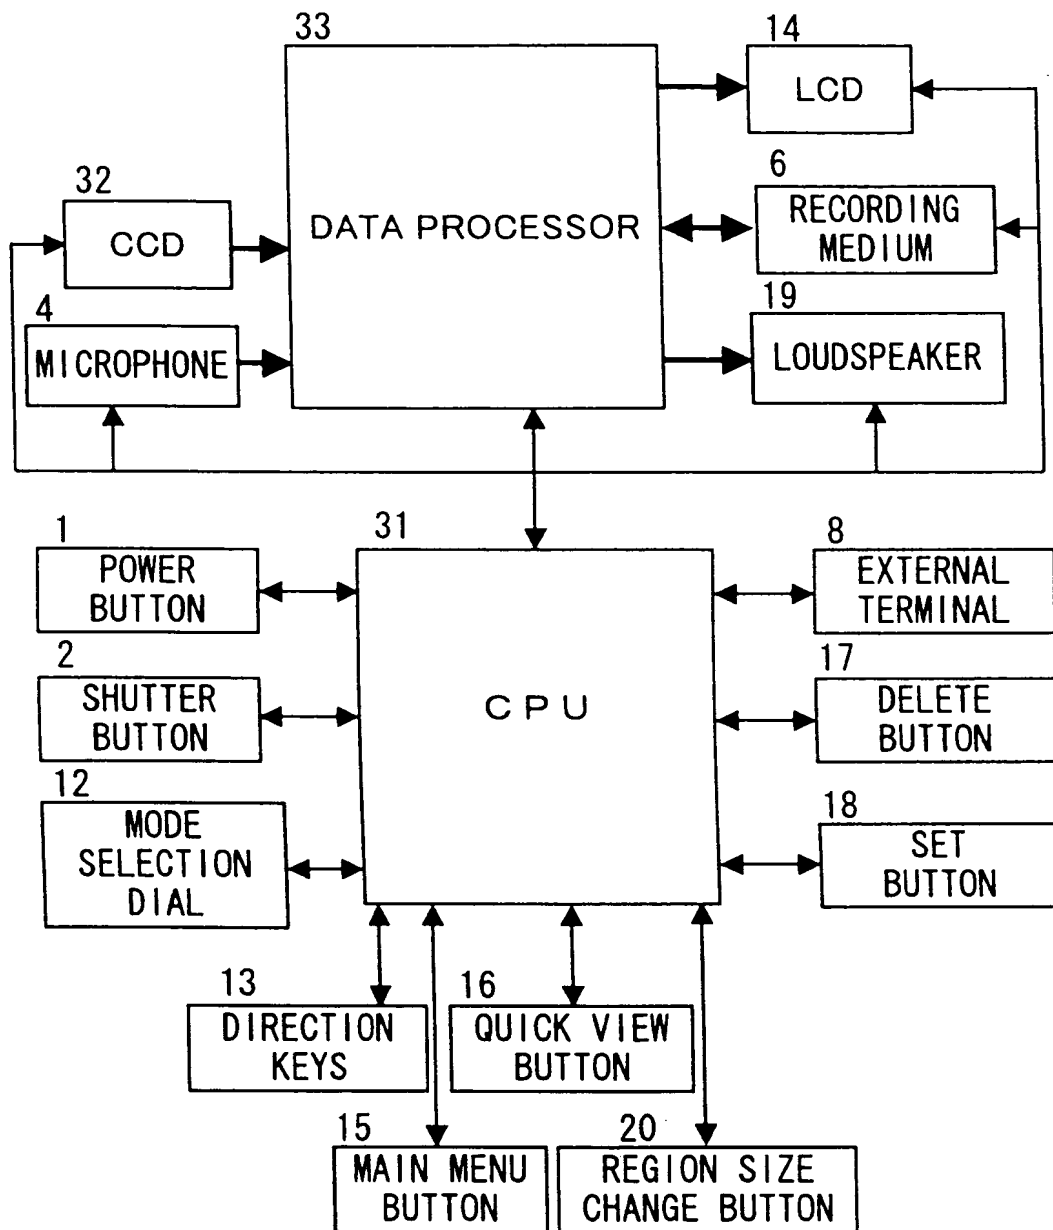 33
14
LCD
6
RECORDING
MEDIUM
32
CCD
DATA PROCESSOR
4
MICROPHONE
19
LOUDSPEAKER
31
CPU
1
POWER
BUTTON
8
EXTERNAL
TERMINAL
2
SHUTTER
BUTTON
17
DELETE
BUTTON
12
MODE
SELECTION
DIAL
18
SET
BUTTON
13
DIRECTION
KEYS
16
QUICK VIEW
BUTTON
15
MAIN MENU
BUTTON
20
REGION SIZE
CHANGE BUTTON